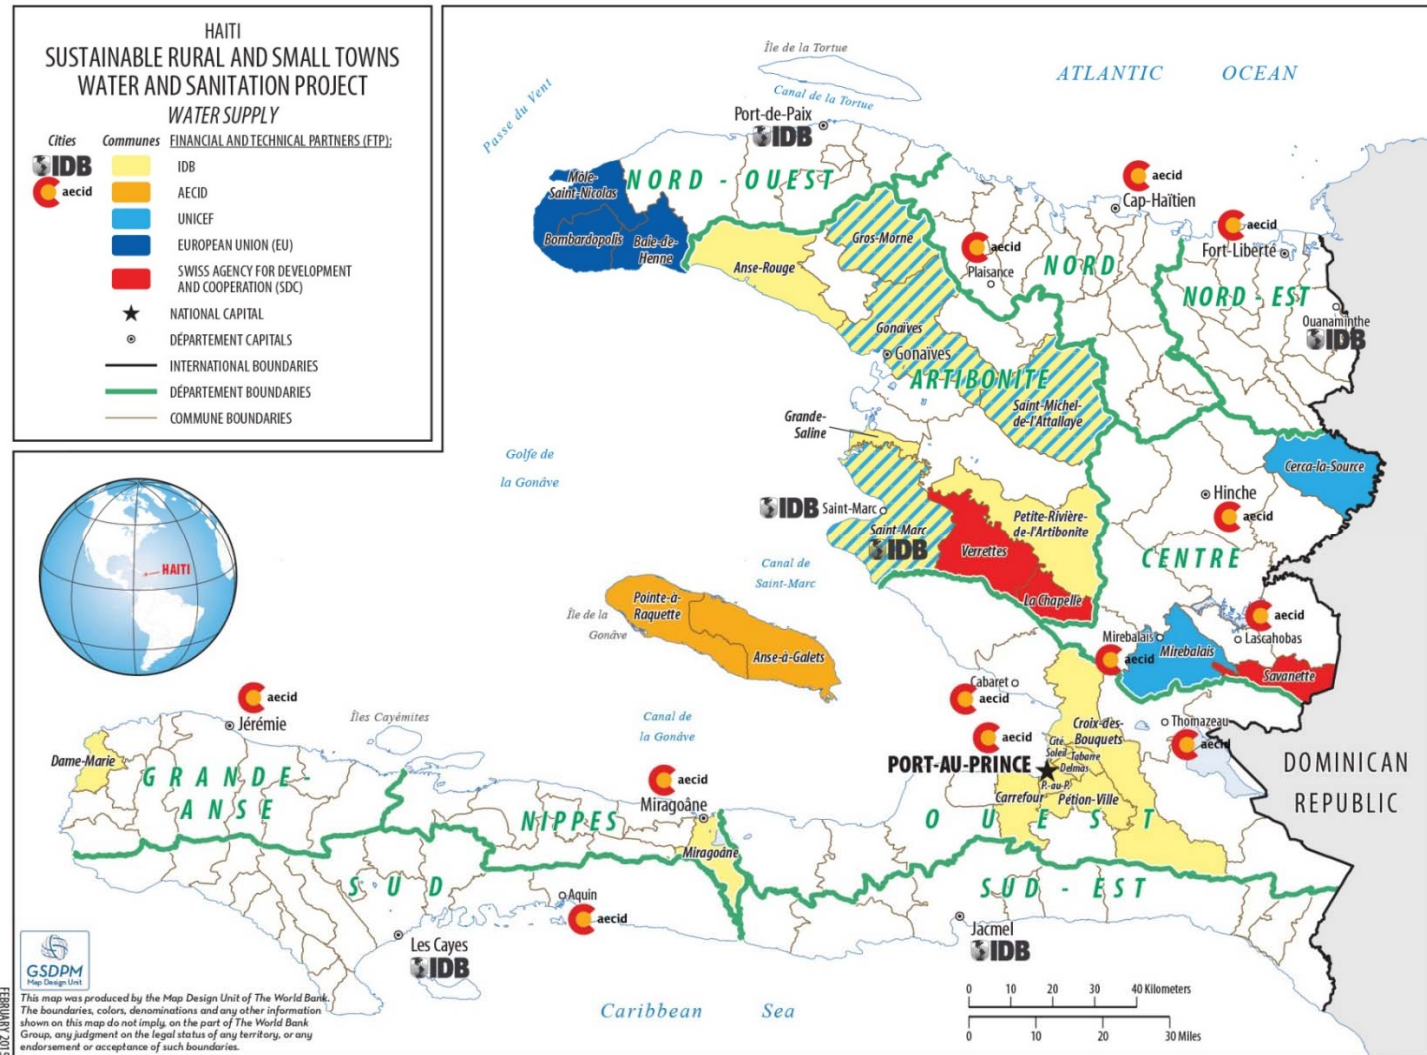 HAITI
SUSTAINABLE RURAL AND SMALL TOWNS
WATER AND SANITATION PROJECT
WATER SUPPLY
Cities Communes FINANCIAL AND TECHNICAL PARTNERS (FTP):
IDB IDB
aecid AECID
UNICEF
EUROPEAN UNION (EU)
SWISS AGENCY FOR DEVELOPMENT
AND COOPERATION (SDC)
NATIONAL CAPITAL
DÉPARTEMENT CAPITALS
INTERNATIONAL BOUNDARIES
DÉPARTEMENT BOUNDARIES
COMMUNE BOUNDARIES
HAITI
Île de la Tortue
ATLANTIC OCEAN
Canal de la Tortue
Passe du Vent
Port-de-Paix
IDB
NORD - OUEST
Môle-
Saint-Nicolas
Bombardopolis
Baie-de-
Henne
aecid
Cap-Haïtien
aecid
Fort-Liberté
aecid
Plaisance
NORD
NORD - EST
Ouanaminthe
IDB
Gros-Morne
Anse-Rouge
Gonaïves
Gonaïves
ARTIBONITE
Saint-Michel-
de-l'Attallaye
Grande-
Saline
Golfe de
la Gonâve
Cerca-la-Source
Hinche
aecid
CENTRE
IDB Saint-Marc
Saint-Marc
IDB
Petite-Rivière-
de-l'Artibonite
Verrettes
La Chapelle
Canal de
Saint-Marc
Pointe-à-
Raquette
Île de la
Gonâve
Anse-à-Galets
aecid
Lascahobas
Mirebalais
Mirebalais
aecid
Savanette
Cabaret
aecid
Thomazeau
aecid
Croix-des-
Bouquets
aecid
Cité
Soleil
Tabarre
Delmas
PORT-AU-PRINCE
P.-au-P.
Carrefour
Pétion-Ville
OUEST
DOMINICAN
REPUBLIC
Canal de
la Gonâve
Îles Cayémites
aecid
Jérémie
Dame-Marie
GRANDE-
ANSE
aecid
Miragoâne
NIPPES
Miragoâne
SUD
SUD - EST
Aquin
aecid
Les Cayes
IDB
Jacmel
IDB
Caribbean Sea
0 10 20 30 40 Kilometers
0 10 20 30 Miles
GSDPM
Map Design Unit
This map was produced by the Map Design Unit of The World Bank.
The boundaries, colors, denominations and any other information
shown on this map do not imply, on the part of The World Bank
Group, any judgment on the legal status of any territory, or any
endorsement or acceptance of such boundaries.